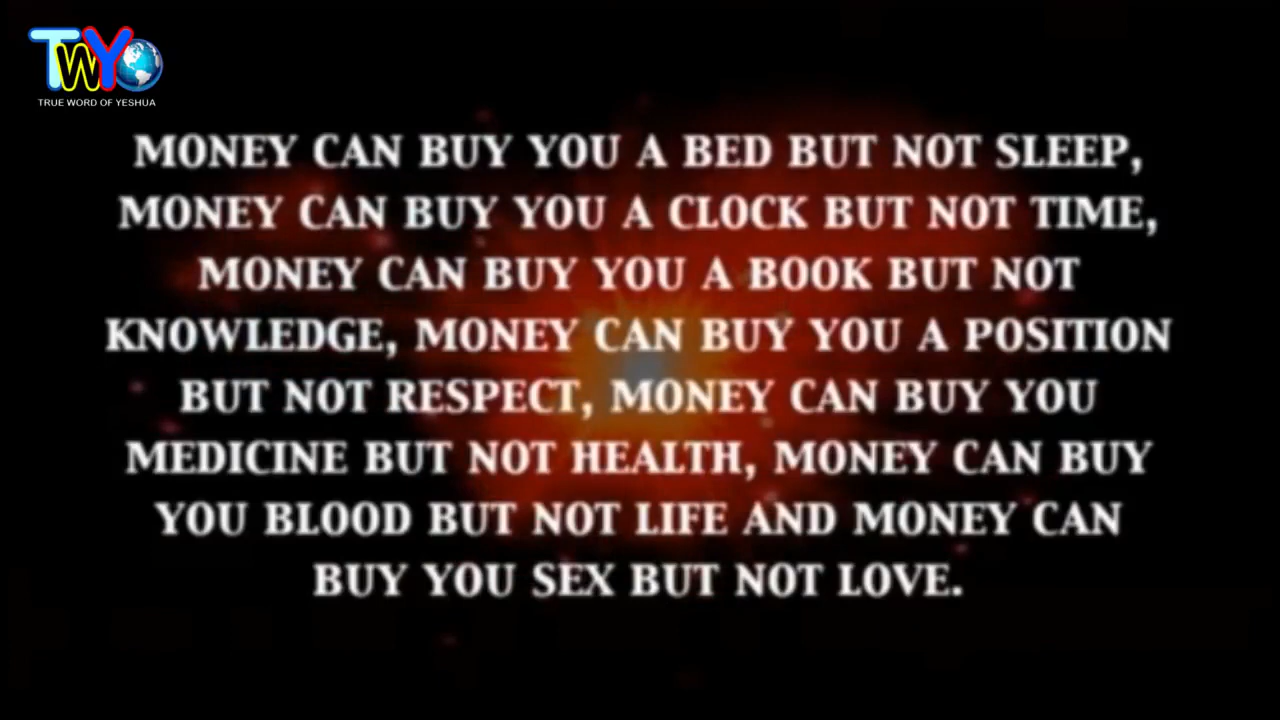 TWY
TRUE WORD OF YESHUA
MONEY CAN BUY YOU A BED BUT NOT SLEEP,
MONEY CAN BUY YOU A CLOCK BUT NOT TIME,
MONEY CAN BUY YOU A BOOK BUT NOT
KNOWLEDGE, MONEY CAN BUY YOU A POSITION
BUT NOT RESPECT, MONEY CAN BUY YOU
MEDICINE BUT NOT HEALTH, MONEY CAN BUY
YOU BLOOD BUT NOT LIFE AND MONEY CAN
BUY YOU SEX BUT NOT LOVE.